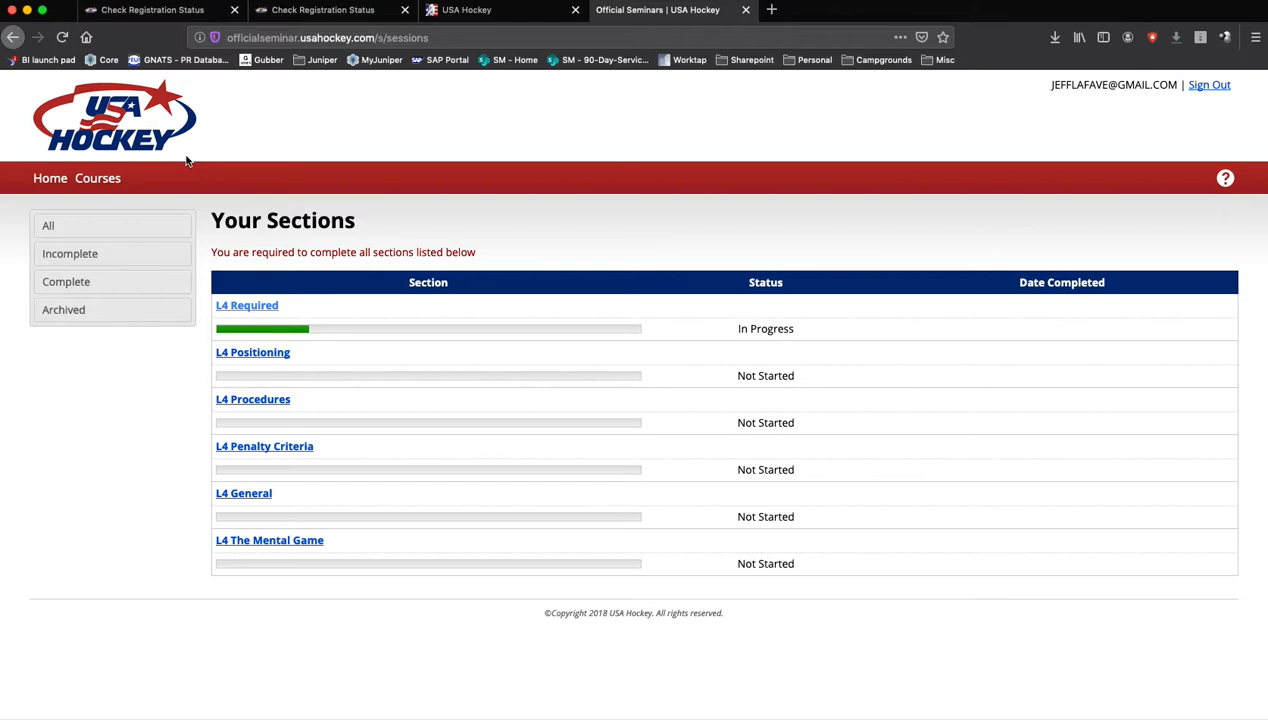 Check Registration Status
Check Registration Status
USA Hockey
Official Seminars | USA Hockey
officialseminar.usahockey.com/s/sessions
BI launch pad
Core
GNATS - PR Databa...
Gubber
Juniper
MyJuniper
SAP Portal
SM - Home
SM - 90-Day-Servic...
Worktap
Sharepoint
Personal
Campgrounds
Misc
USA
HOCKEY
JEFFLAFAVE@GMAIL.COM | Sign Out
Home Courses
?
All
Incomplete
Complete
Archived
Your Sections
You are required to complete all sections listed below
Section Status Date Completed
L4 Required
In Progress
L4 Positioning
Not Started
L4 Procedures
Not Started
L4 Penalty Criteria
Not Started
L4 General
Not Started
L4 The Mental Game
Not Started
©Copyright 2018 USA Hockey. All rights reserved.